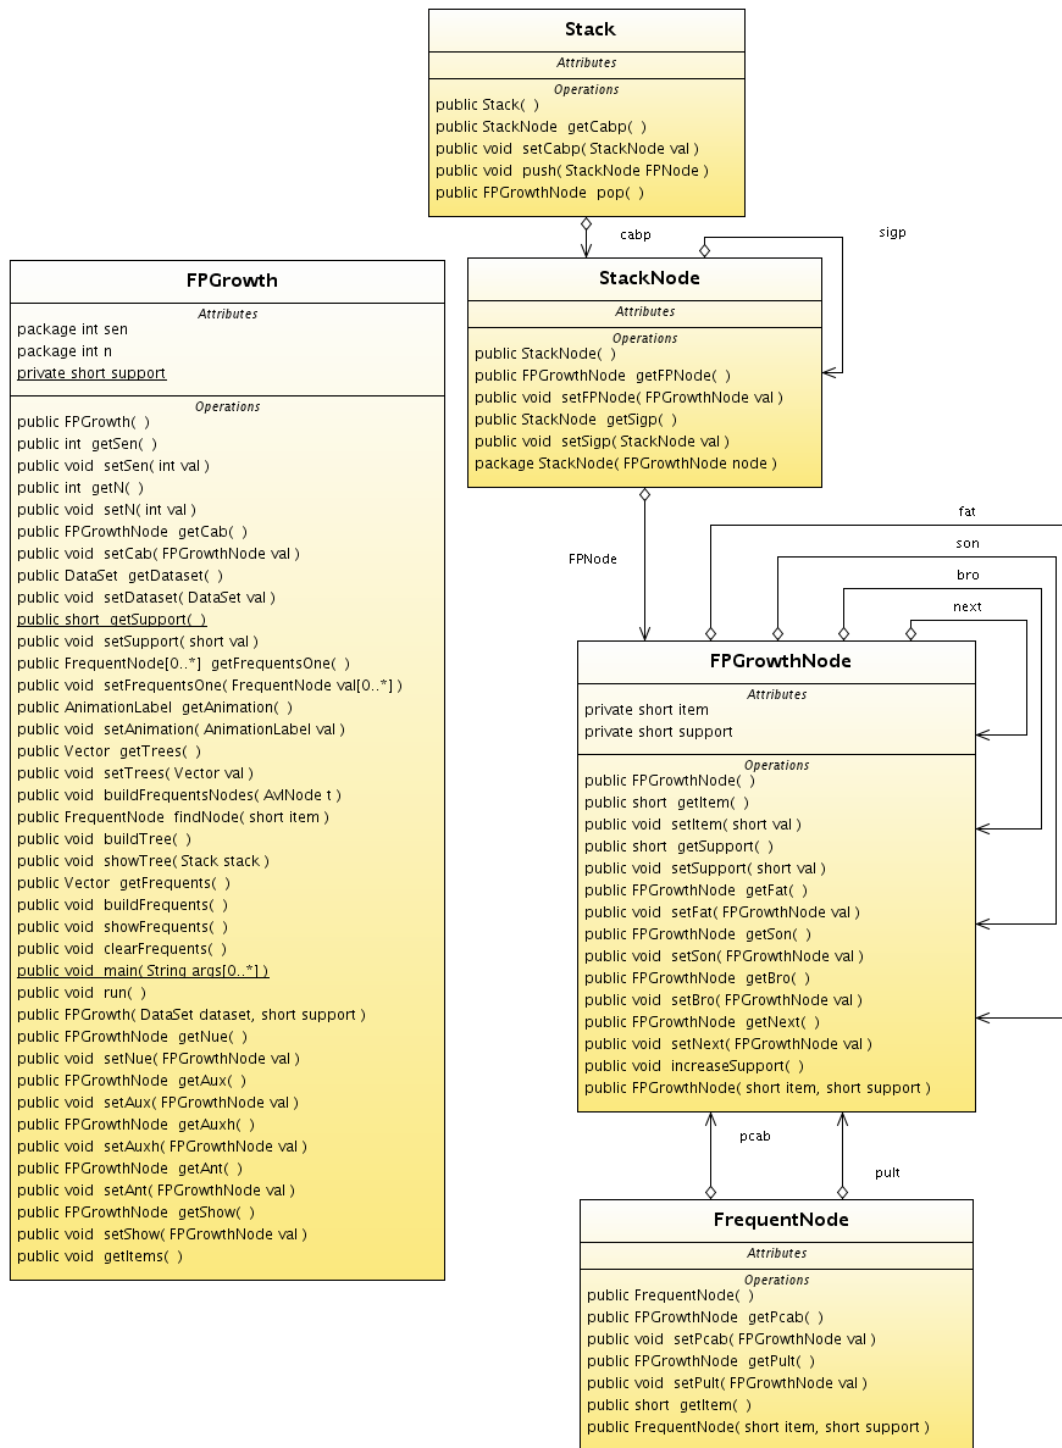 Stack
Attributes
Operations
public Stack( )
public StackNode getCabp( )
public void setCabp( StackNode val )
public void push( StackNode FPNode )
public FPGrowthNode pop( )
cabp
sigp
FPGrowth
Attributes
package int sen
package int n
private short support
Operations
public FPGrowth( )
public int getSen( )
public void setSen( int val )
public int getN( )
public void setN( int val )
public FPGrowthNode getCab( )
public void setCab( FPGrowthNode val )
public DataSet getDataset( )
public void setDataset( DataSet val )
public short getSupport( )
public void setSupport( short val )
public FrequentNode[0..*] getFrequentsOne( )
public void setFrequentsOne( FrequentNode val[0..*] )
public AnimationLabel getAnimation( )
public void setAnimation( AnimationLabel val )
public Vector getTrees( )
public void setTrees( Vector val )
public void buildFrequentsNodes( AvlNode t )
public FrequentNode findNode( short item )
public void buildTree( )
public void showTree( Stack stack )
public Vector getFrequents( )
public void buildFrequents( )
public void showFrequents( )
public void clearFrequents( )
public void main( String args[0..*] )
public void run( )
public FPGrowth( DataSet dataset, short support )
public FPGrowthNode getNue( )
public void setNue( FPGrowthNode val )
public FPGrowthNode getAux( )
public void setAux( FPGrowthNode val )
public FPGrowthNode getAuxh( )
public void setAuxh( FPGrowthNode val )
public FPGrowthNode getAnt( )
public void setAnt( FPGrowthNode val )
public FPGrowthNode getShow( )
public void setShow( FPGrowthNode val )
public void getItems( )
StackNode
Attributes
Operations
public StackNode( )
public FPGrowthNode getFPNode( )
public void setFPNode( FPGrowthNode val )
public StackNode getSigp( )
public void setSigp( StackNode val )
package StackNode( FPGrowthNode node )
FPNode
fat
son
bro
next
FPGrowthNode
Attributes
private short item
private short support
Operations
public FPGrowthNode( )
public short getItem( )
public void setItem( short val )
public short getSupport( )
public void setSupport( short val )
public FPGrowthNode getFat( )
public void setFat( FPGrowthNode val )
public FPGrowthNode getSon( )
public void setSon( FPGrowthNode val )
public FPGrowthNode getBro( )
public void setBro( FPGrowthNode val )
public FPGrowthNode getNext( )
public void setNext( FPGrowthNode val )
public void increaseSupport( )
public FPGrowthNode( short item, short support )
pcab
pult
FrequentNode
Attributes
Operations
public FrequentNode( )
public FPGrowthNode getPcab( )
public void setPcab( FPGrowthNode val )
public FPGrowthNode getPult( )
public void setPult( FPGrowthNode val )
public short getItem( )
public FrequentNode( short item, short support )